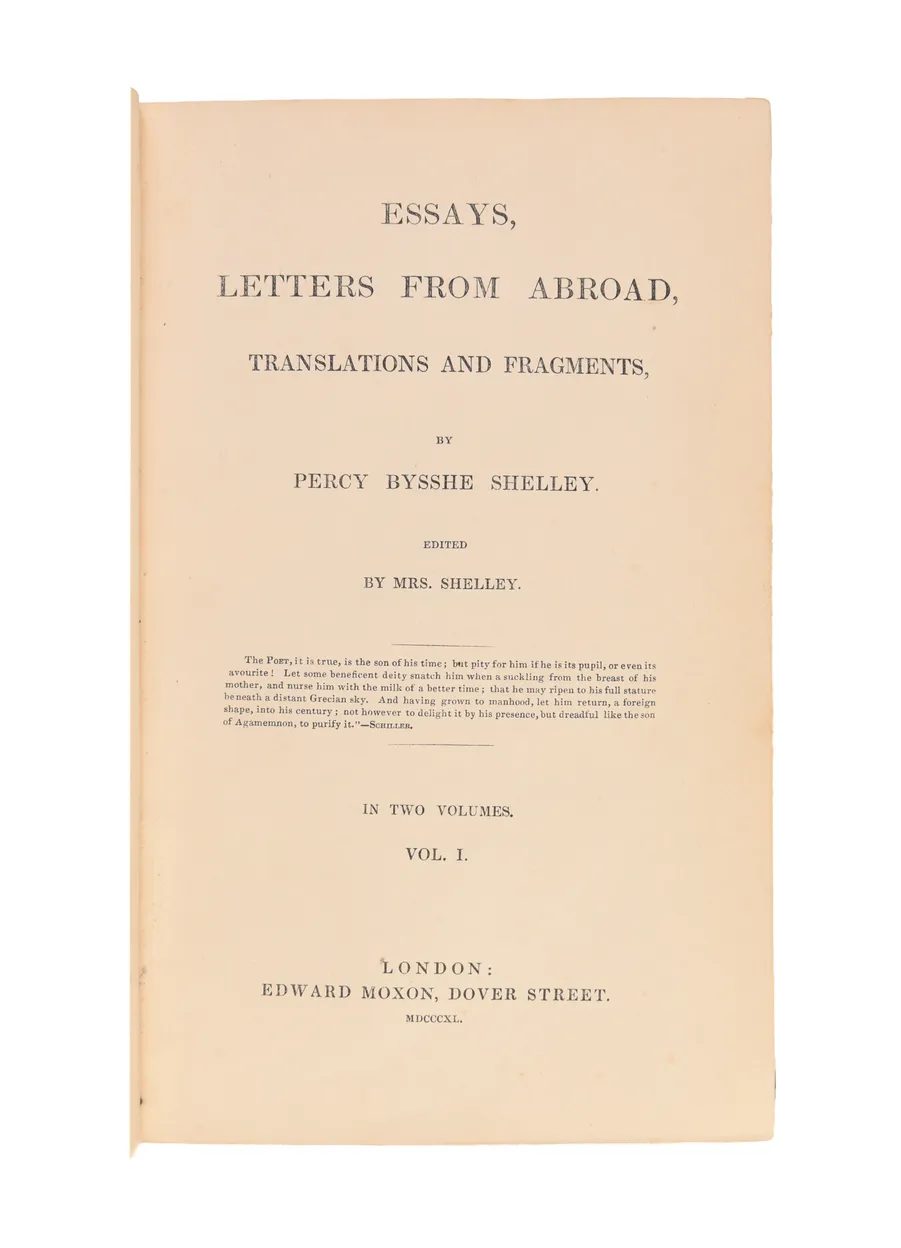 ESSAYS,
LETTERS FROM ABROAD,
TRANSLATIONS AND FRAGMENTS,
BY
PERCY BYSSHE SHELLEY.
EDITED
BY MRS. SHELLEY.
The POET, it is true, is the son of his time; but pity for him if he is its pupil, or even its
avourite! Let some beneficent deity snatch him when a suckling from the breast of his
mother, and nurse him with the milk of a better time; that he may ripen to his full stature
beneath a distant Grecian sky. And having grown to manhood, let him return, a foreign
shape, into his century; not however to delight it by his presence, but dreadful like the son
of Agamemnon, to purify it."—SCHILLER.
IN TWO VOLUMES.
VOL. I.
LONDON:
EDWARD MOXON, DOVER STREET.
MDCCCXL.